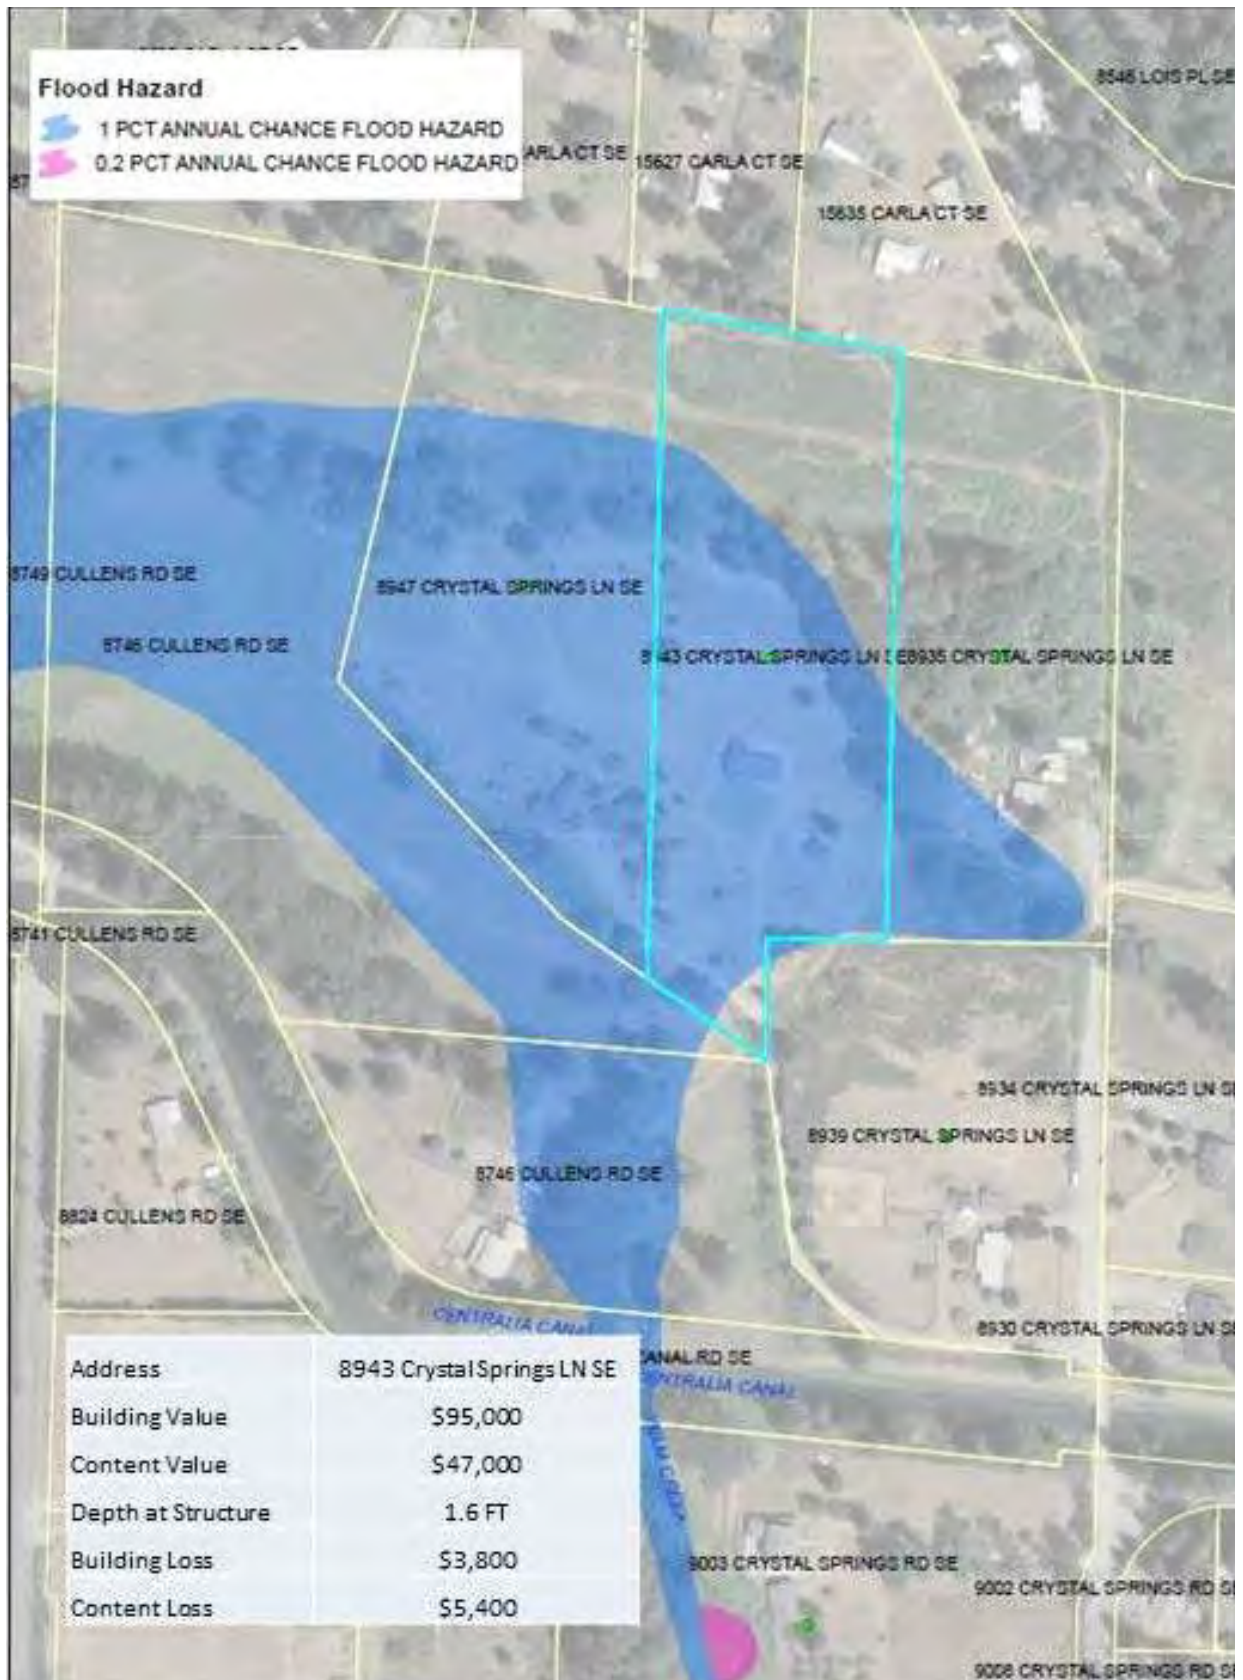 Flood Hazard
1 PCT ANNUAL CHANCE FLOOD HAZARD
0.2 PCT ANNUAL CHANCE FLOOD HAZARD
8546 LOIS PL SE
CARLA CT SE
15627 CARLA CT SE
15635 CARLA CT SE
8749 CULLENS RD SE
8947 CRYSTAL SPRINGS LN SE
8746 CULLENS RD SE
8943 CRYSTAL SPRINGS LN SE
8935 CRYSTAL SPRINGS LN SE
8741 CULLENS RD SE
8934 CRYSTAL SPRINGS LN SE
8939 CRYSTAL SPRINGS LN SE
8746 CULLENS RD SE
8824 CULLENS RD SE
CENTRALIA CANAL
8930 CRYSTAL SPRINGS LN SE
CANAL RD SE
CENTRALIA CANAL
Address 8943 Crystal Springs LN SE
Building Value $95,000
Content Value $47,000
Depth at Structure 1.6 FT
Building Loss $3,800
Content Loss $5,400
9003 CRYSTAL SPRINGS RD SE
9002 CRYSTAL SPRINGS RD SE
9008 CRYSTAL SPRINGS RD SE